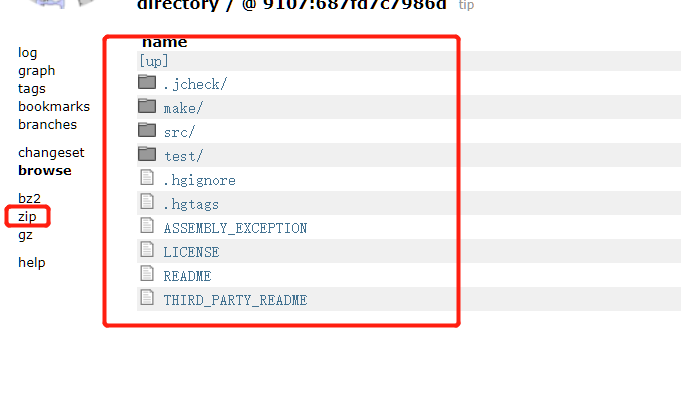 directory / @ 9107:687fd7c7986d tip
log
graph
tags
bookmarks
branches
changeset
browse
bz2
zip
gz
help
name
[up]
.jcheck/
make/
src/
test/
.hgignore
.hgtags
ASSEMBLY_EXCEPTION
LICENSE
README
THIRD_PARTY_README